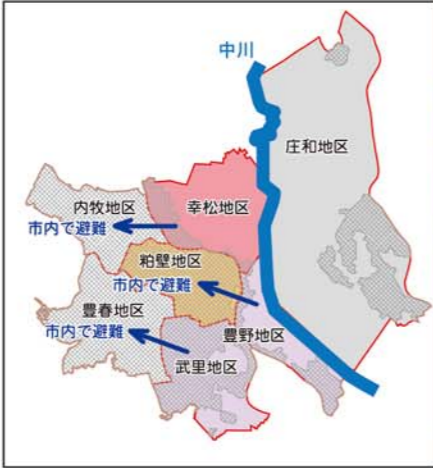 中川
庄和地区
幸松地区
内牧地区
市内で避難
粕壁地区
市内で避難
豊春地区
市内で避難
豊野地区
武里地区